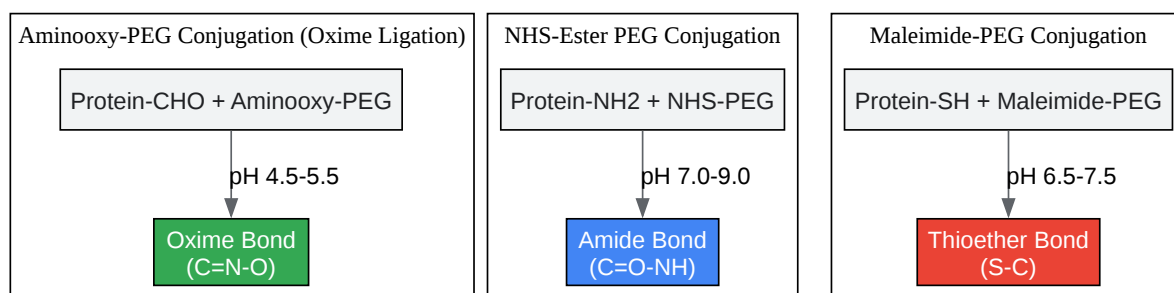 Aminooxy-PEG Conjugation (Oxime Ligation)
Protein-CHO + Aminooxy-PEG
pH 4.5-5.5
Oxime Bond
(C=N-O)
NHS-Ester PEG Conjugation
Protein-NH2 + NHS-PEG
pH 7.0-9.0
Amide Bond
(C=O-NH)
Maleimide-PEG Conjugation
Protein-SH + Maleimide-PEG
pH 6.5-7.5
Thioether Bond
(S-C)